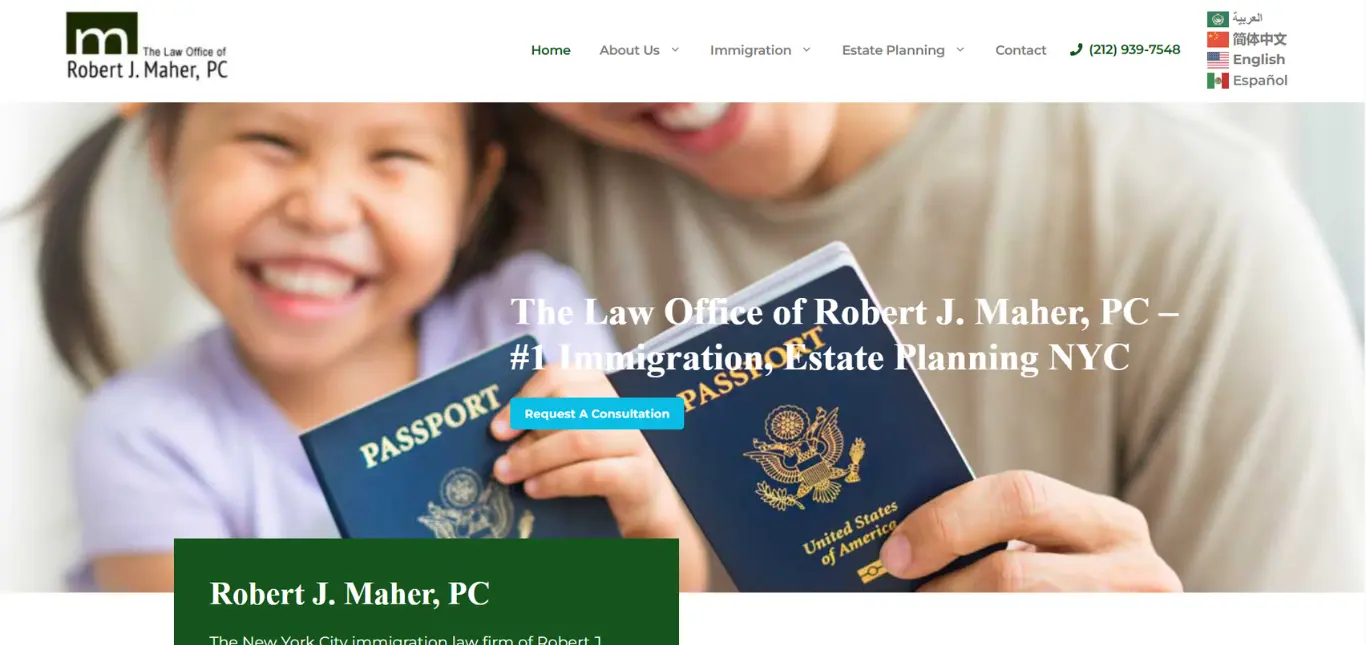 m The Law Office of
Robert J. Maher, PC
Home About Us Immigration Estate Planning Contact (212) 939-7548
العربية
简体中文
English
Español
The Law Office of Robert J. Maher, PC –
#1 Immigration, Estate Planning NYC
Request A Consultation
PASSPORT
PASSPORT
United States
of America
Robert J. Maher, PC
The New York City immigration law firm of Robert J.